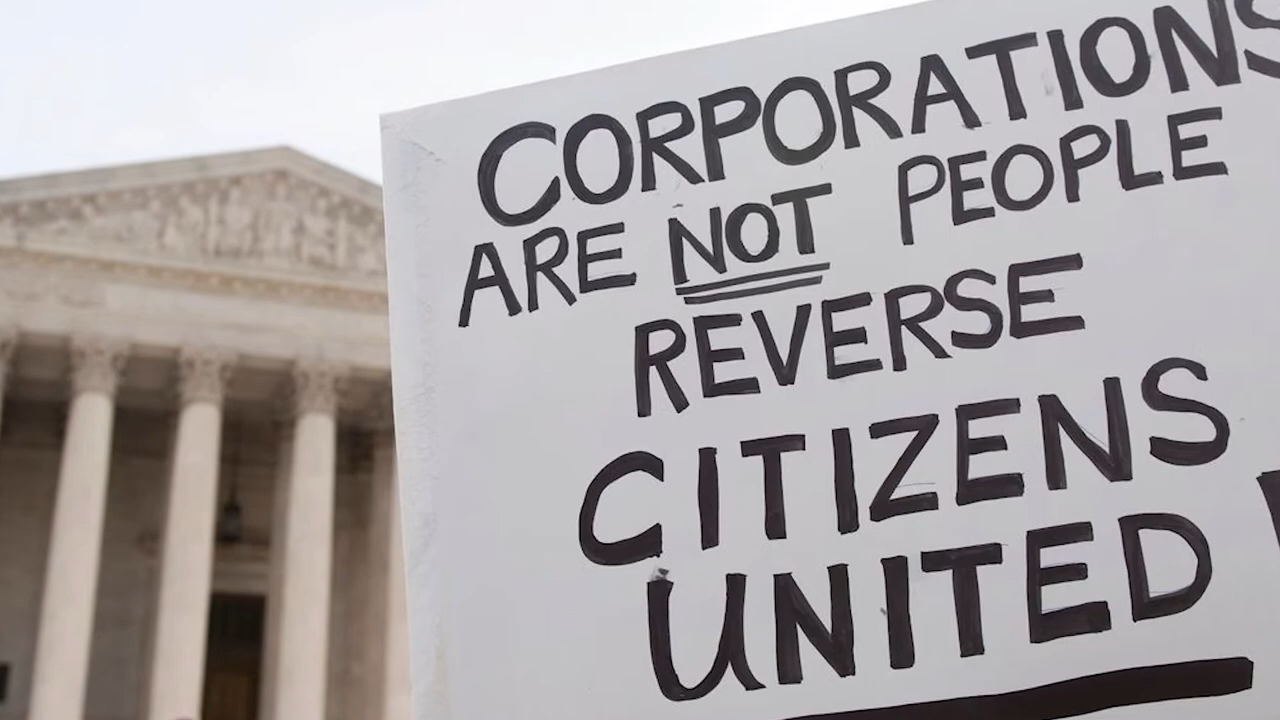 CORPORATIONS
ARE NOT PEOPLE
REVERSE
CITIZENS
UNITED